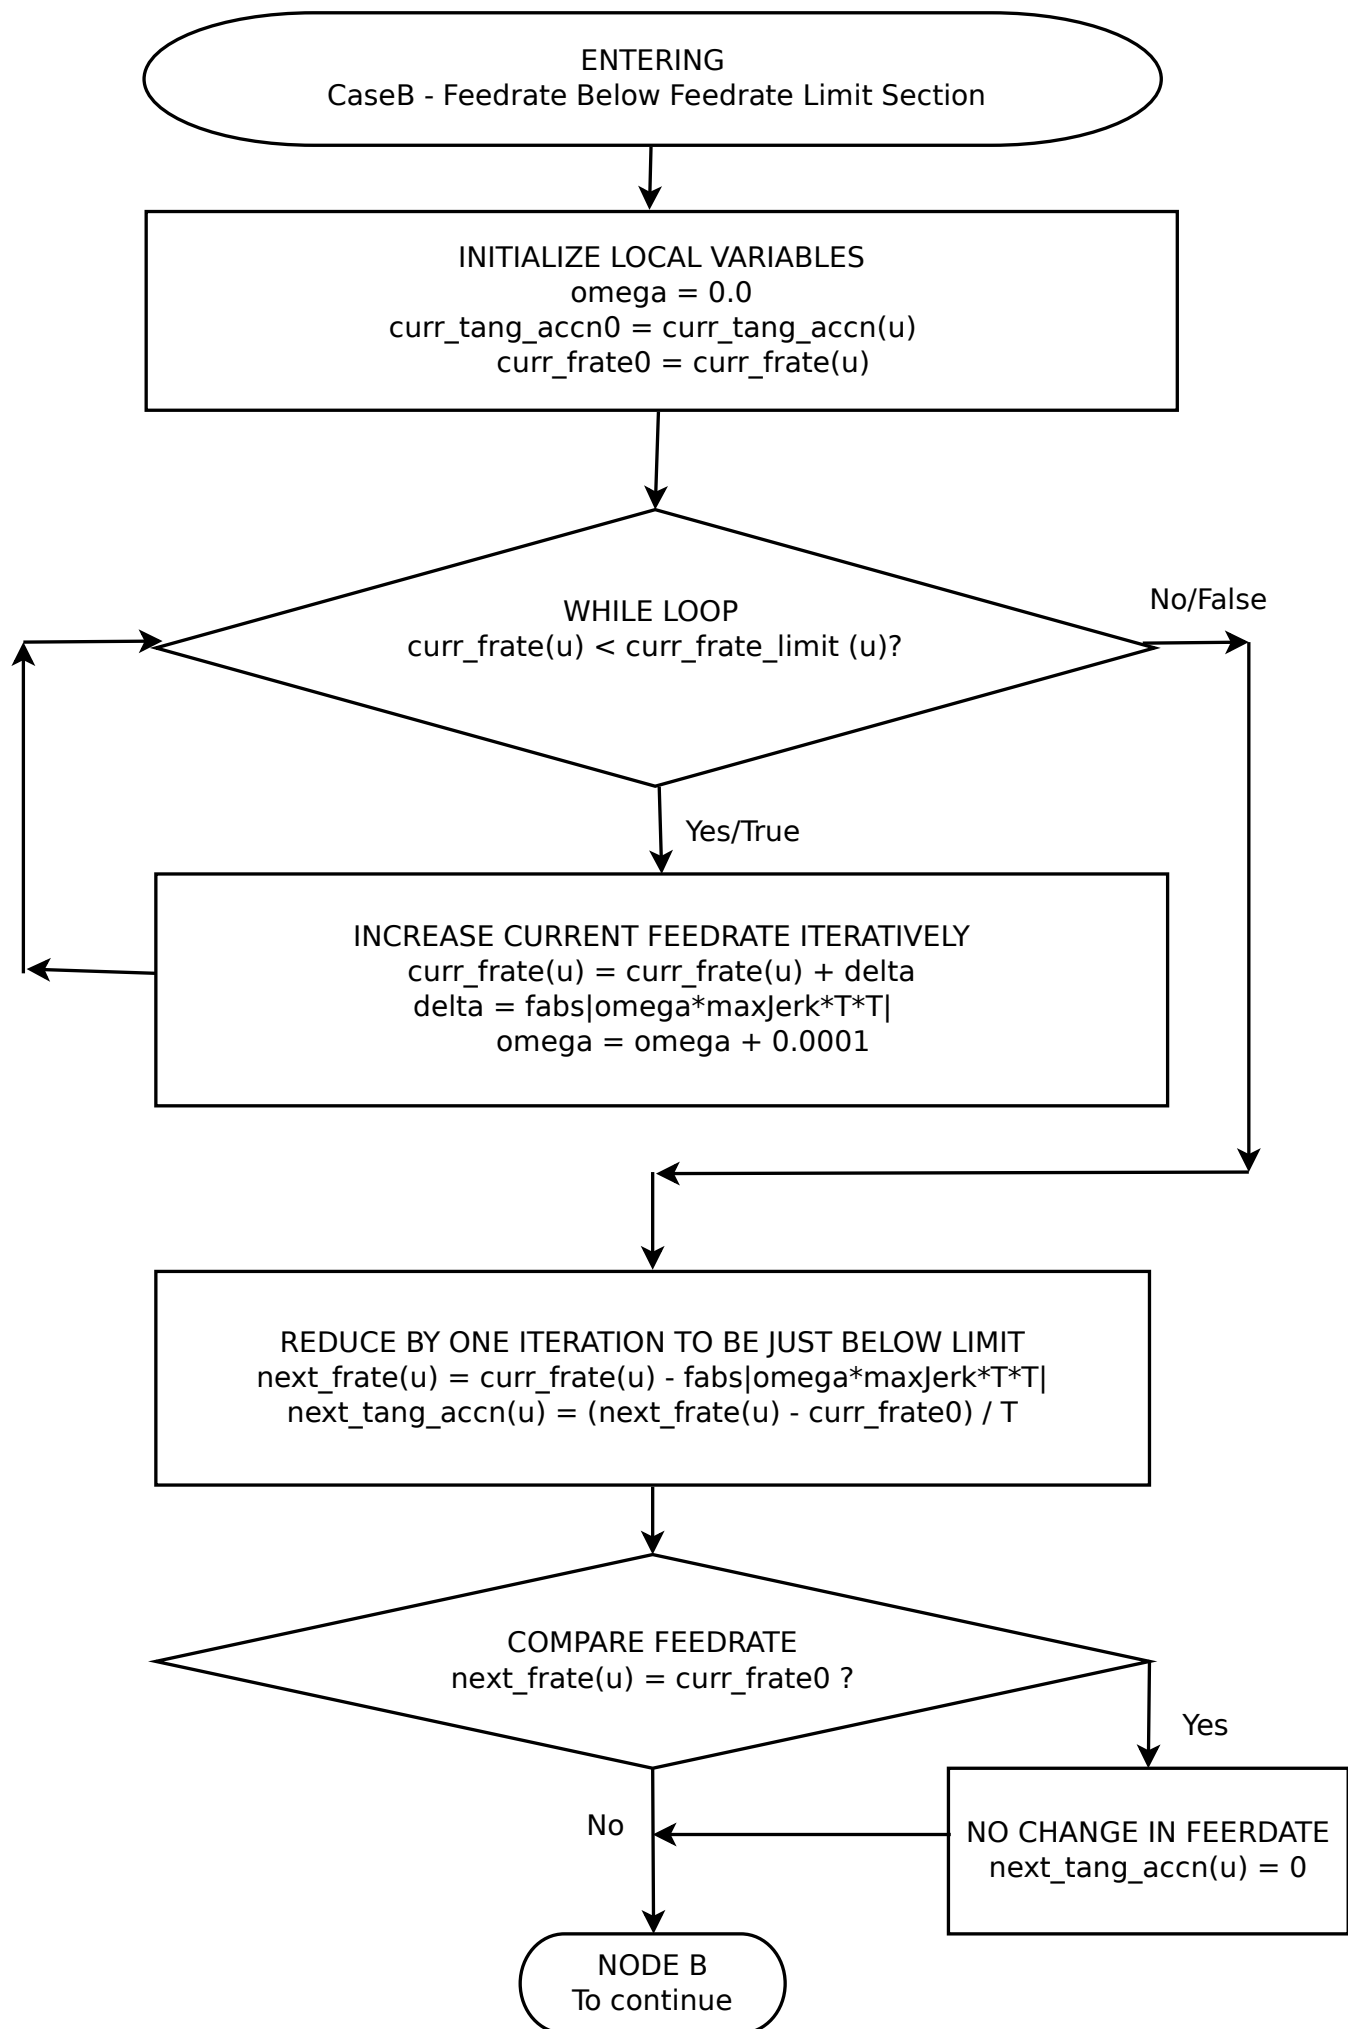 ENTERING
CaseB - Feedrate Below Feedrate Limit Section
INITIALIZE LOCAL VARIABLES
omega = 0.0
curr_tang_accn0 = curr_tang_accn(u)
curr_frate0 = curr_frate(u)
No/False
WHILE LOOP
curr_frate(u) < curr_frate_limit (u)?
Yes/True
INCREASE CURRENT FEEDRATE ITERATIVELY
curr_frate(u) = curr_frate(u) + delta
delta = fabs|omega*maxJerk*T*T|
omega = omega + 0.0001
REDUCE BY ONE ITERATION TO BE JUST BELOW LIMIT
next_frate(u) = curr_frate(u) - fabs|omega*maxJerk*T*T|
next_tang_accn(u) = (next_frate(u) - curr_frate0) / T
COMPARE FEEDRATE
next_frate(u) = curr_frate0 ?
Yes
No
NO CHANGE IN FEERDATE
next_tang_accn(u) = 0
NODE B
To continue